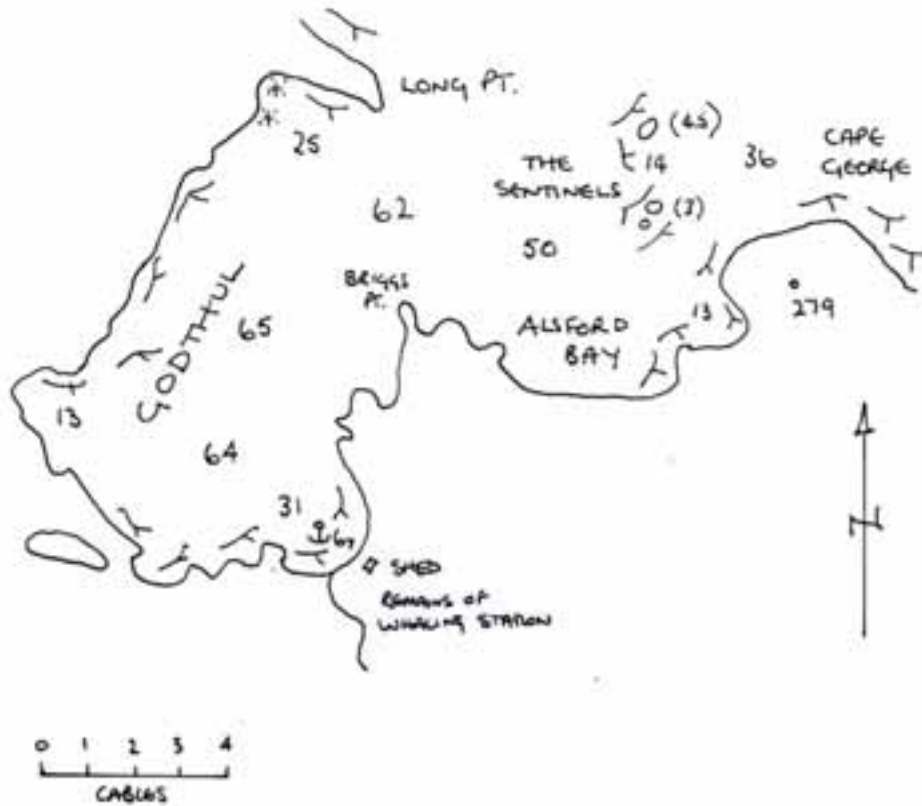 LONG PT.
25
(45)
14
36
CAPE
GEORGE
THE
SENTINELS
(3)
62
50
BRIGGS
PT.
279
13
ALSFORD
BAY
GODTHUL
65
13
64
31
SHED
REMAINS OF
WHALING STATION
N
0 1 2 3 4
CABLES